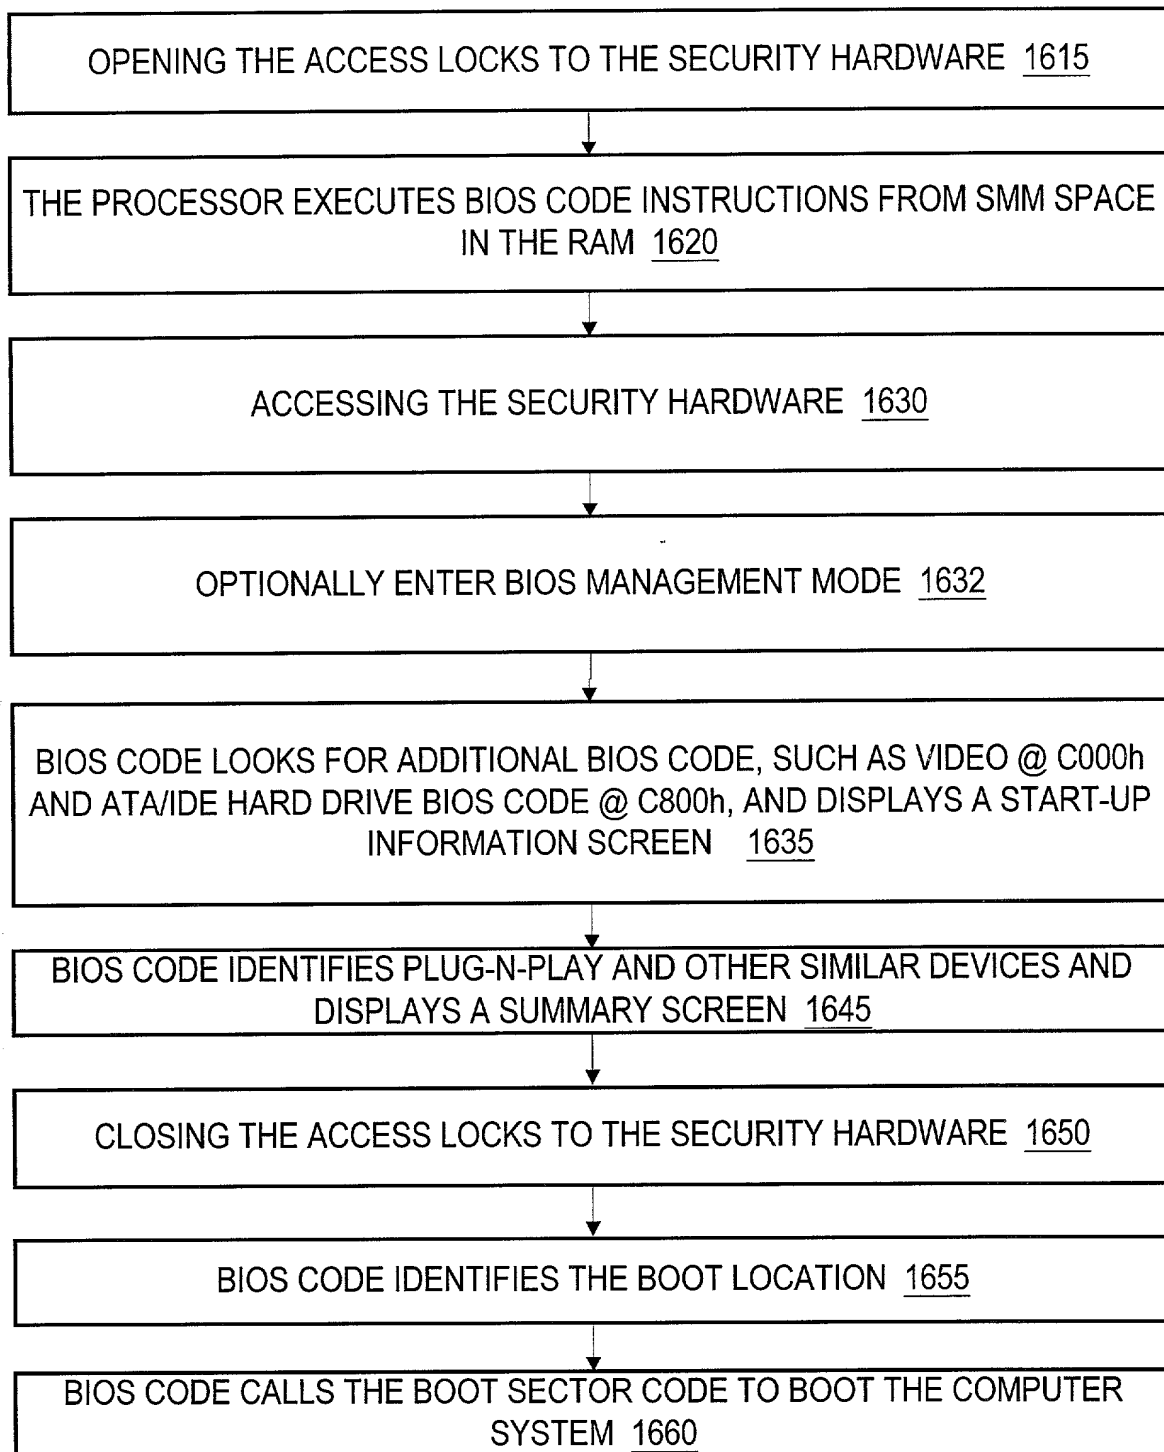 OPENING THE ACCESS LOCKS TO THE SECURITY HARDWARE 1615
THE PROCESSOR EXECUTES BIOS CODE INSTRUCTIONS FROM SMM SPACE
IN THE RAM 1620
ACCESSING THE SECURITY HARDWARE 1630
OPTIONALLY ENTER BIOS MANAGEMENT MODE 1632
BIOS CODE LOOKS FOR ADDITIONAL BIOS CODE, SUCH AS VIDEO @ C000h
AND ATA/IDE HARD DRIVE BIOS CODE @ C800h, AND DISPLAYS A START-UP
INFORMATION SCREEN 1635
BIOS CODE IDENTIFIES PLUG-N-PLAY AND OTHER SIMILAR DEVICES AND
DISPLAYS A SUMMARY SCREEN 1645
CLOSING THE ACCESS LOCKS TO THE SECURITY HARDWARE 1650
BIOS CODE IDENTIFIES THE BOOT LOCATION 1655
BIOS CODE CALLS THE BOOT SECTOR CODE TO BOOT THE COMPUTER
SYSTEM 1660